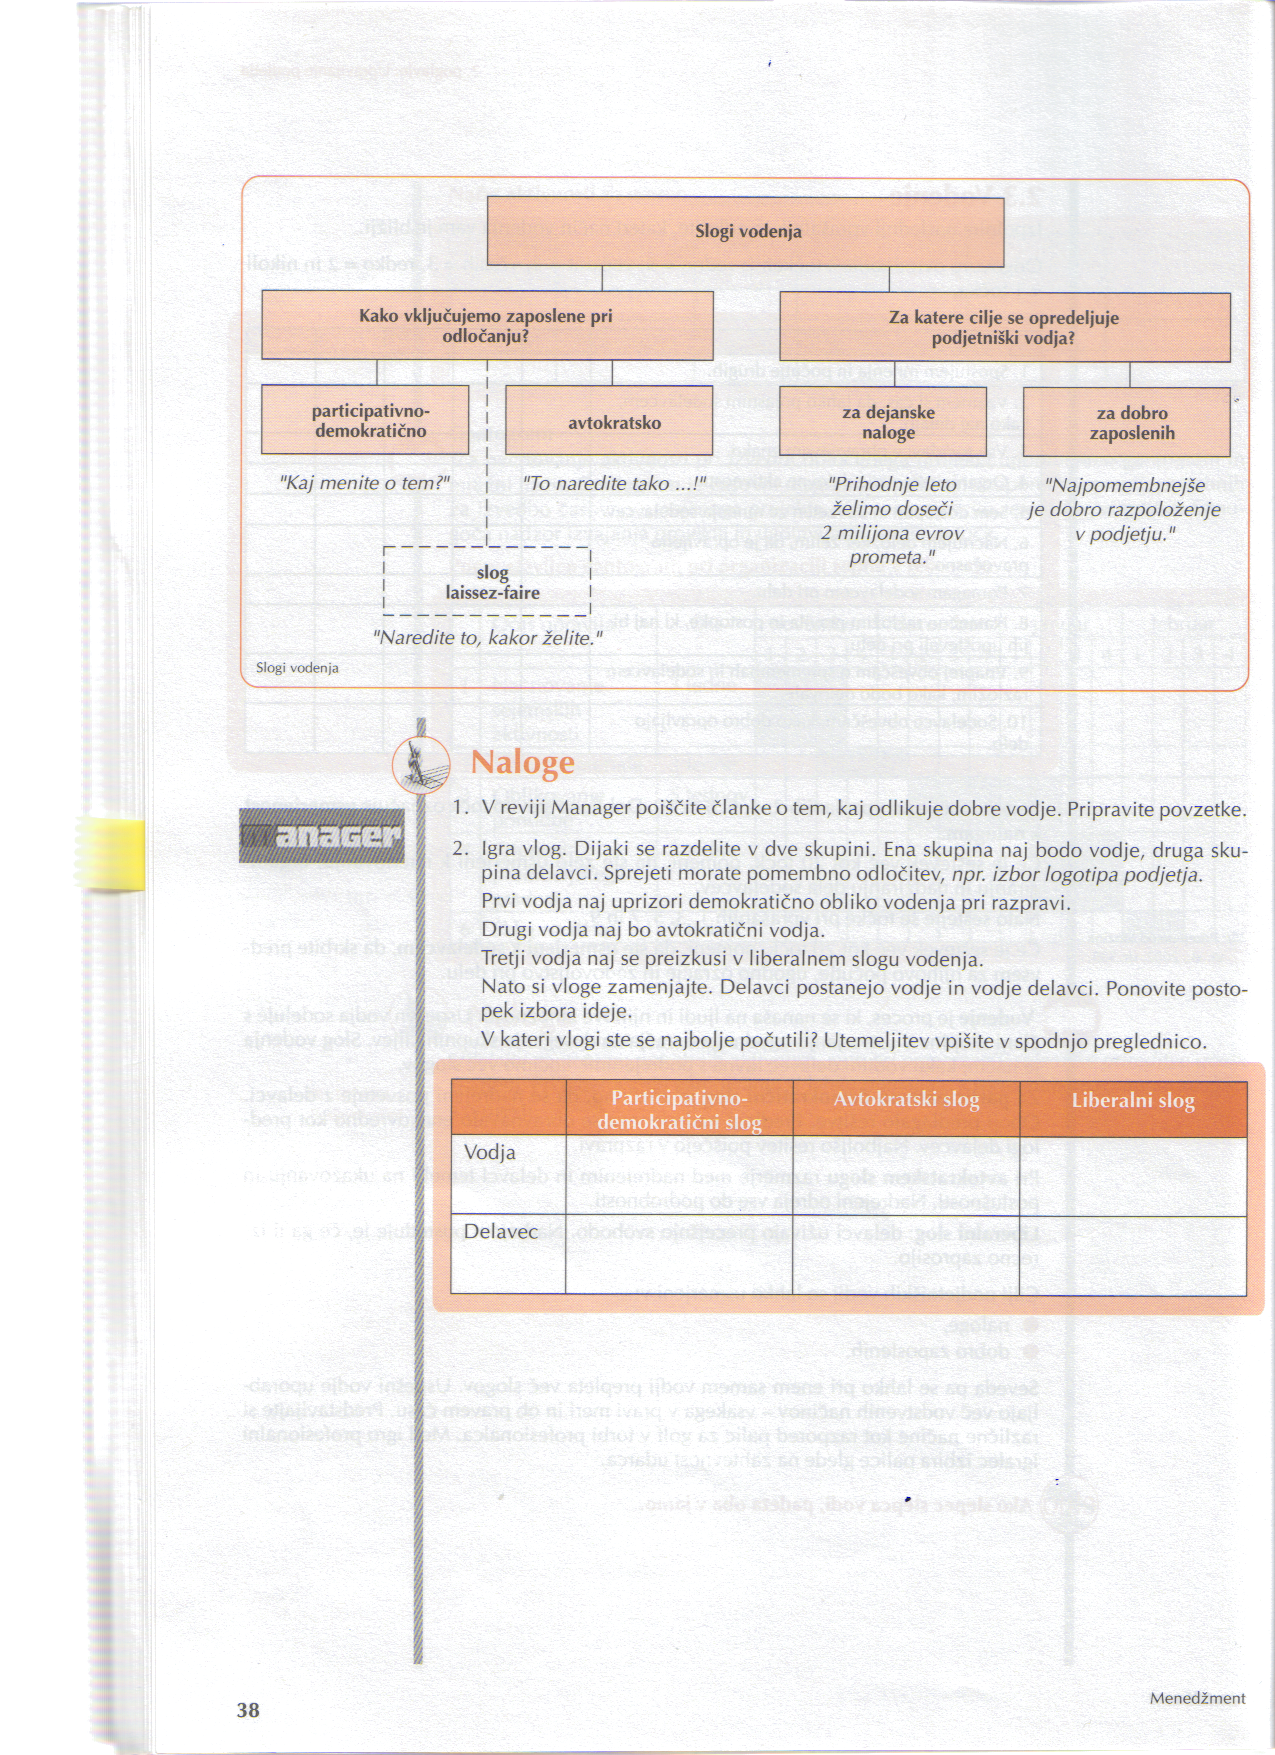 Slogi vodenja
Kako vključujemo zaposlene pri
odločanju?
Za katere cilje se opredeljuje
podjetniški vodja?
participativno-
demokratično
avtokratsko
za dejanske
naloge
za dobro
zaposlenih
"Kaj menite o tem?"
"To naredite tako ...!"
"Prihodnje leto
želimo doseči
2 milijona evrov
prometa."
"Najpomembnejše
je dobro razpoloženje
v podjetju."
slog
laissez-faire
"Naredite to, kakor želite."
Slogi vodenja
Naloge
anager
1. V reviji Manager poiščite članke o tem, kaj odlikuje dobre vodje. Pripravite povzetke.
2. Igra vlog. Dijaki se razdelite v dve skupini. Ena skupina naj bodo vodje, druga sku-
pina delavci. Sprejeti morate pomembno odločitev, npr. izbor logotipa podjetja.
Prvi vodja naj uprizori demokratično obliko vodenja pri razpravi.
Drugi vodja naj bo avtokratični vodja.
Tretji vodja naj se preizkusi v liberalnem slogu vodenja.
Nato si vloge zamenjajte. Delavci postanejo vodje in vodje delavci. Ponovite posto-
pek izbora ideje.
V kateri vlogi ste se najbolje počutili? Utemeljitev vpišite v spodnjo preglednico.
Participativno-
demokratični slog
Avtokratski slog
Liberalni slog
Vodja
Delavec
38
Menedžment